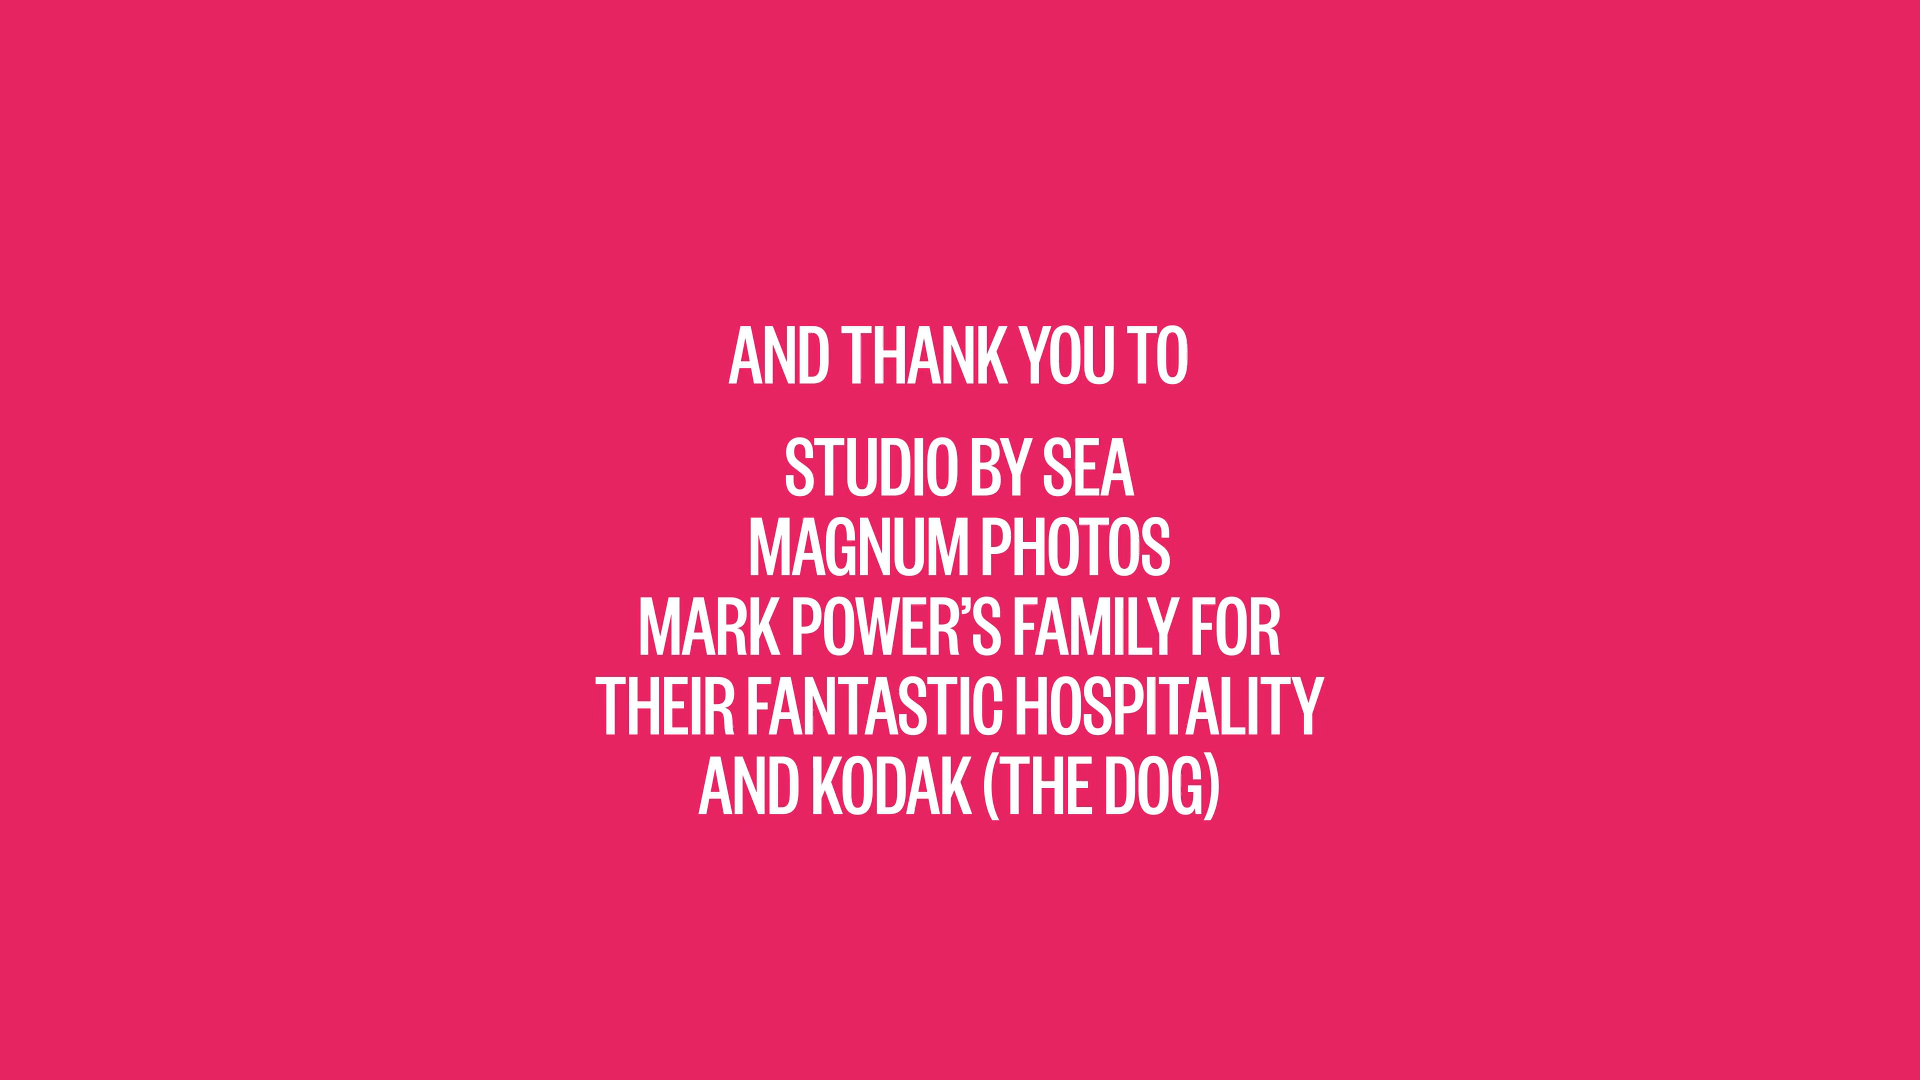 AND THANK YOU TO
STUDIO BY SEA
MAGNUM PHOTOS
MARK POWER’S FAMILY FOR
THEIR FANTASTIC HOSPITALITY
AND KODAK (THE DOG)